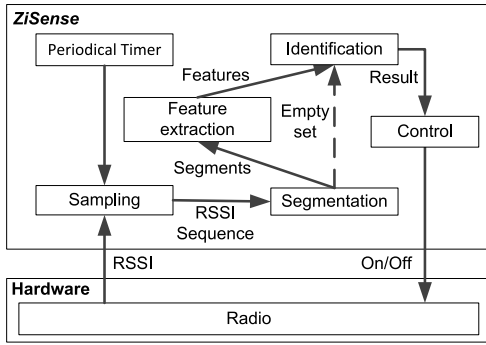 ZiSense
Periodical Timer
Identification
Features
Result
Feature
extraction
Empty
set
Control
Segments
Sampling
RSSI
Sequence
Segmentation
RSSI
On/Off
Hardware
Radio